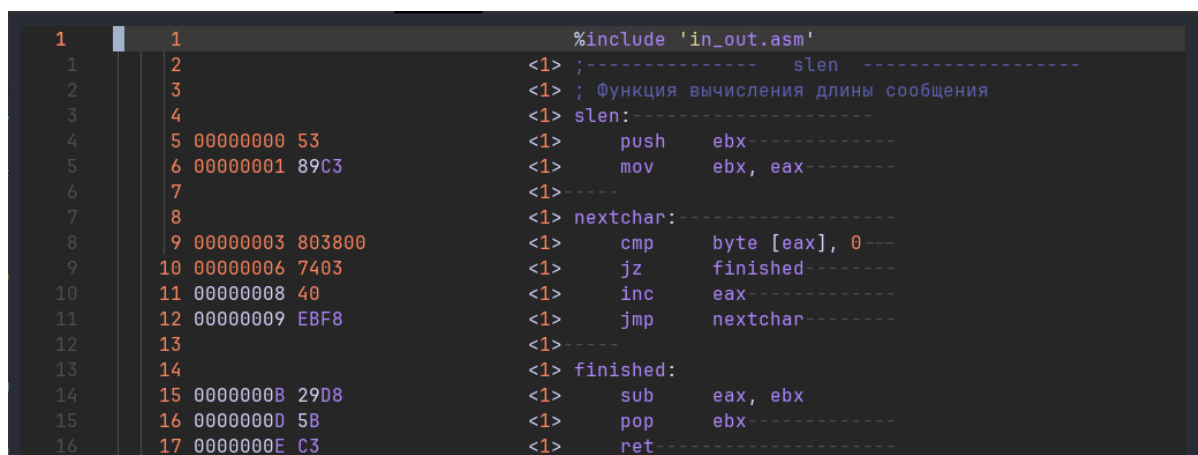 1 1 %include 'in_out.asm'
1 2 <1> ;--------------- slen -------------------
2 3 <1> ; Функция вычисления длины сообщения
3 4 <1> slen:---------------------
4 5 00000000 53 <1> push ebx-------------
5 6 00000001 89C3 <1> mov ebx, eax--------
6 7 <1>-----
7 8 <1> nextchar:-------------------
8 9 00000003 803800 <1> cmp byte [eax], 0---
9 10 00000006 7403 <1> jz finished--------
10 11 00000008 40 <1> inc eax-------------
11 12 00000009 EBF8 <1> jmp nextchar--------
12 13 <1>-----
13 14 <1> finished:
14 15 0000000B 29D8 <1> sub eax, ebx
15 16 0000000D 5B <1> pop ebx-------------
16 17 0000000E C3 <1> ret---------------------